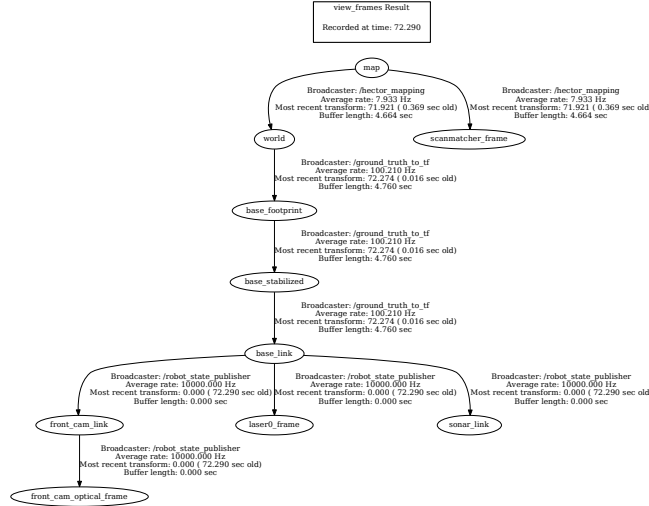 view_frames Result
Recorded at time: 72.290
map
Broadcaster: /hector_mapping
Average rate: 7.933 Hz
Most recent transform: 71.921 ( 0.369 sec old)
Buffer length: 4.664 sec
Broadcaster: /hector_mapping
Average rate: 7.933 Hz
Most recent transform: 71.921 ( 0.369 sec old)
Buffer length: 4.664 sec
world
scanmatcher_frame
Broadcaster: /ground_truth_to_tf
Average rate: 100.210 Hz
Most recent transform: 72.274 ( 0.016 sec old)
Buffer length: 4.760 sec
base_footprint
Broadcaster: /ground_truth_to_tf
Average rate: 100.210 Hz
Most recent transform: 72.274 ( 0.016 sec old)
Buffer length: 4.760 sec
base_stabilized
Broadcaster: /ground_truth_to_tf
Average rate: 100.210 Hz
Most recent transform: 72.274 ( 0.016 sec old)
Buffer length: 4.760 sec
base_link
Broadcaster: /robot_state_publisher
Average rate: 10000.000 Hz
Most recent transform: 0.000 ( 72.290 sec old)
Buffer length: 0.000 sec
Broadcaster: /robot_state_publisher
Average rate: 10000.000 Hz
Most recent transform: 0.000 ( 72.290 sec old)
Buffer length: 0.000 sec
Broadcaster: /robot_state_publisher
Average rate: 10000.000 Hz
Most recent transform: 0.000 ( 72.290 sec old)
Buffer length: 0.000 sec
front_cam_link
laser0_frame
sonar_link
Broadcaster: /robot_state_publisher
Average rate: 10000.000 Hz
Most recent transform: 0.000 ( 72.290 sec old)
Buffer length: 0.000 sec
front_cam_optical_frame